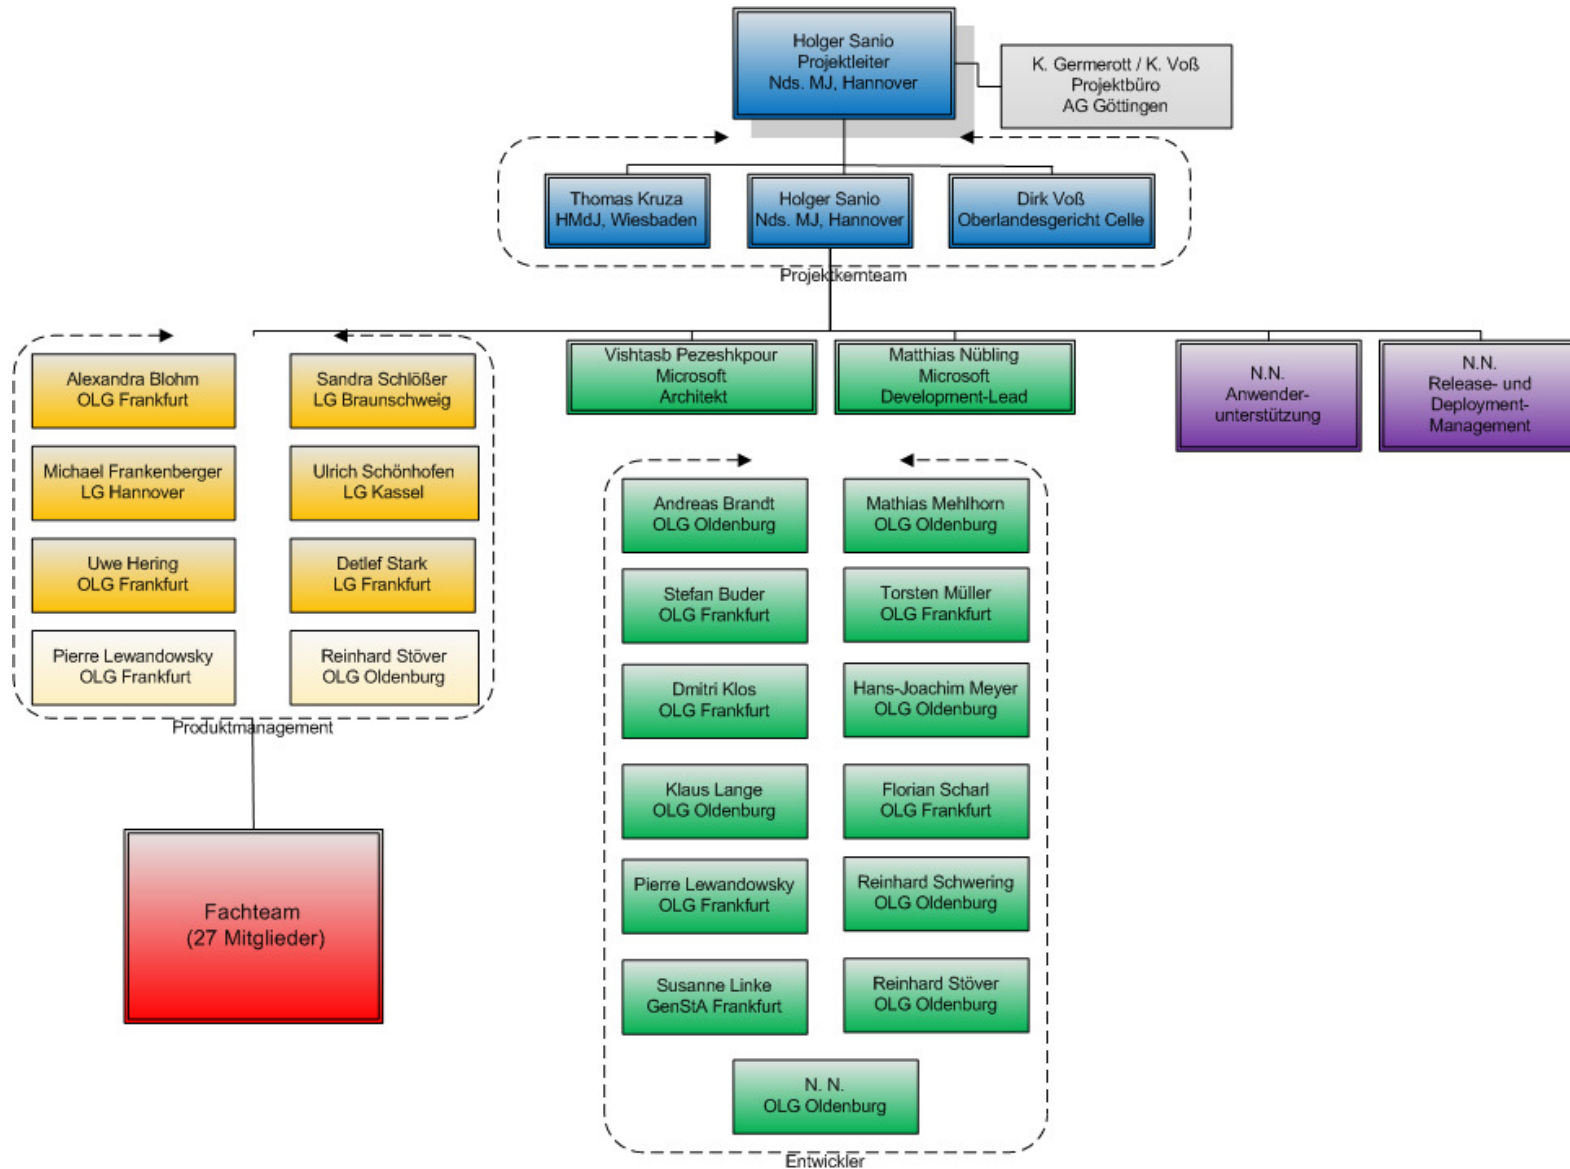 Holger Sanio
Projektleiter
Nds. MJ, Hannover
K. Germerott / K. Voß
Projektbüro
AG Göttingen
Thomas Kruza
HMdJ, Wiesbaden
Holger Sanio
Nds. MJ, Hannover
Dirk Voß
Oberlandesgericht Celle
Projektkernteam
Alexandra Blohm
OLG Frankfurt
Sandra Schlößer
LG Braunschweig
Michael Frankenberger
LG Hannover
Ulrich Schönhofen
LG Kassel
Uwe Hering
OLG Frankfurt
Detlef Stark
LG Frankfurt
Pierre Lewandowsky
OLG Frankfurt
Reinhard Stöver
OLG Oldenburg
Produktmanagement
Fachteam
(27 Mitglieder)
Vishtasb Pezeshkpour
Microsoft
Architekt
Matthias Nübling
Microsoft
Development-Lead
N.N.
Anwender-
unterstützung
N.N.
Release- und
Deployment-
Management
Andreas Brandt
OLG Oldenburg
Mathias Mehlhorn
OLG Oldenburg
Stefan Buder
OLG Frankfurt
Torsten Müller
OLG Frankfurt
Dmitri Klos
OLG Frankfurt
Hans-Joachim Meyer
OLG Oldenburg
Klaus Lange
OLG Oldenburg
Florian Scharl
OLG Frankfurt
Pierre Lewandowsky
OLG Frankfurt
Reinhard Schwering
OLG Oldenburg
Susanne Linke
GenStA Frankfurt
Reinhard Stöver
OLG Oldenburg
N. N.
OLG Oldenburg
Entwickler